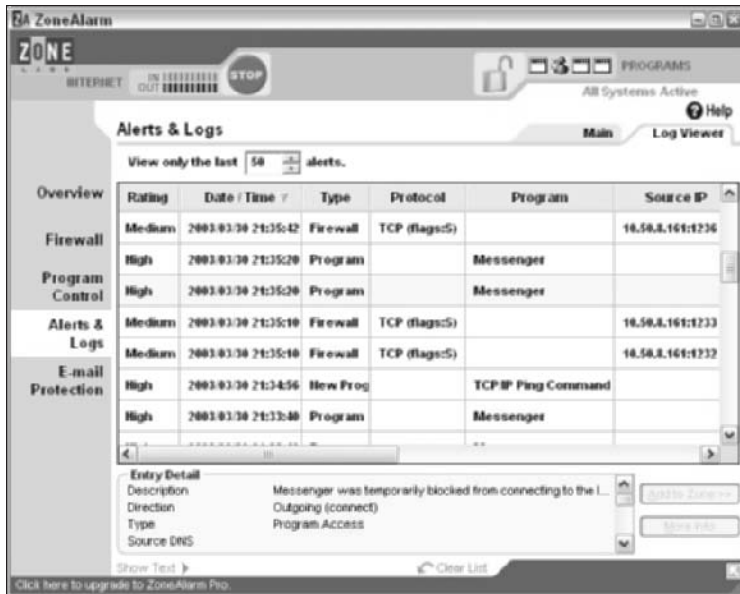 ZA ZoneAlarm
ZONE
LABS
INTERNET
IN
OUT
STOP
PROGRAMS
All Systems Active
Help
Alerts & Logs
Main
Log Viewer
View only the last 50 alerts.
Overview
Firewall
Program Control
Alerts & Logs
E-mail Protection
Rating Date / Time Type Protocol Program Source IP
Medium 2003/03/30 21:35:42 Firewall TCP (flags:S) 10.50.8.161:1236
High 2003/03/30 21:35:20 Program Messenger
High 2003/03/30 21:35:20 Program Messenger
Medium 2003/03/30 21:35:10 Firewall TCP (flags:S) 10.50.8.161:1233
Medium 2003/03/30 21:35:10 Firewall TCP (flags:S) 10.50.8.161:1232
High 2003/03/30 21:34:56 New Prog TCP/IP Ping Command
High 2003/03/30 21:33:40 Program Messenger
Entry Detail
Description Messenger was temporarily blocked from connecting to the I...
Direction Outgoing (connect)
Type Program Access
Source DNS
Add to Zone >>
More Info
Show Text
Clear List
Click here to upgrade to ZoneAlarm Pro.